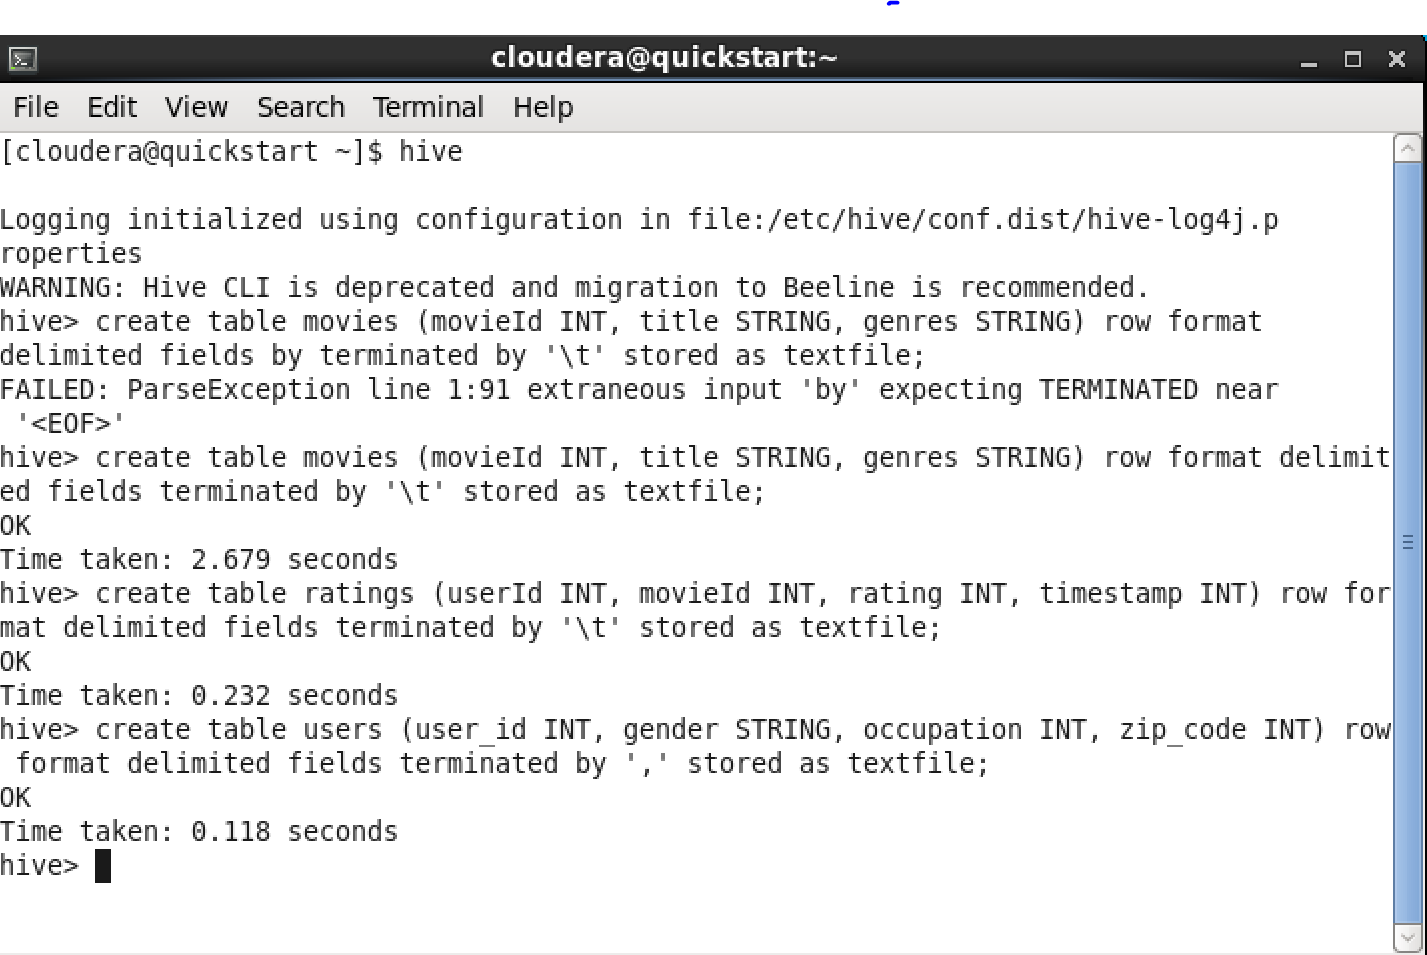 cloudera@quickstart:~
File Edit View Search Terminal Help
[cloudera@quickstart ~]$ hive
Logging initialized using configuration in file:/etc/hive/conf.dist/hive-log4j.p
roperties
WARNING: Hive CLI is deprecated and migration to Beeline is recommended.
hive> create table movies (movieId INT, title STRING, genres STRING) row format
delimited fields by terminated by '\t' stored as textfile;
FAILED: ParseException line 1:91 extraneous input 'by' expecting TERMINATED near
 '<EOF>'
hive> create table movies (movieId INT, title STRING, genres STRING) row format delimit
ed fields terminated by '\t' stored as textfile;
OK
Time taken: 2.679 seconds
hive> create table ratings (userId INT, movieId INT, rating INT, timestamp INT) row for
mat delimited fields terminated by '\t' stored as textfile;
OK
Time taken: 0.232 seconds
hive> create table users (user_id INT, gender STRING, occupation INT, zip_code INT) row
 format delimited fields terminated by ',' stored as textfile;
OK
Time taken: 0.118 seconds
hive>